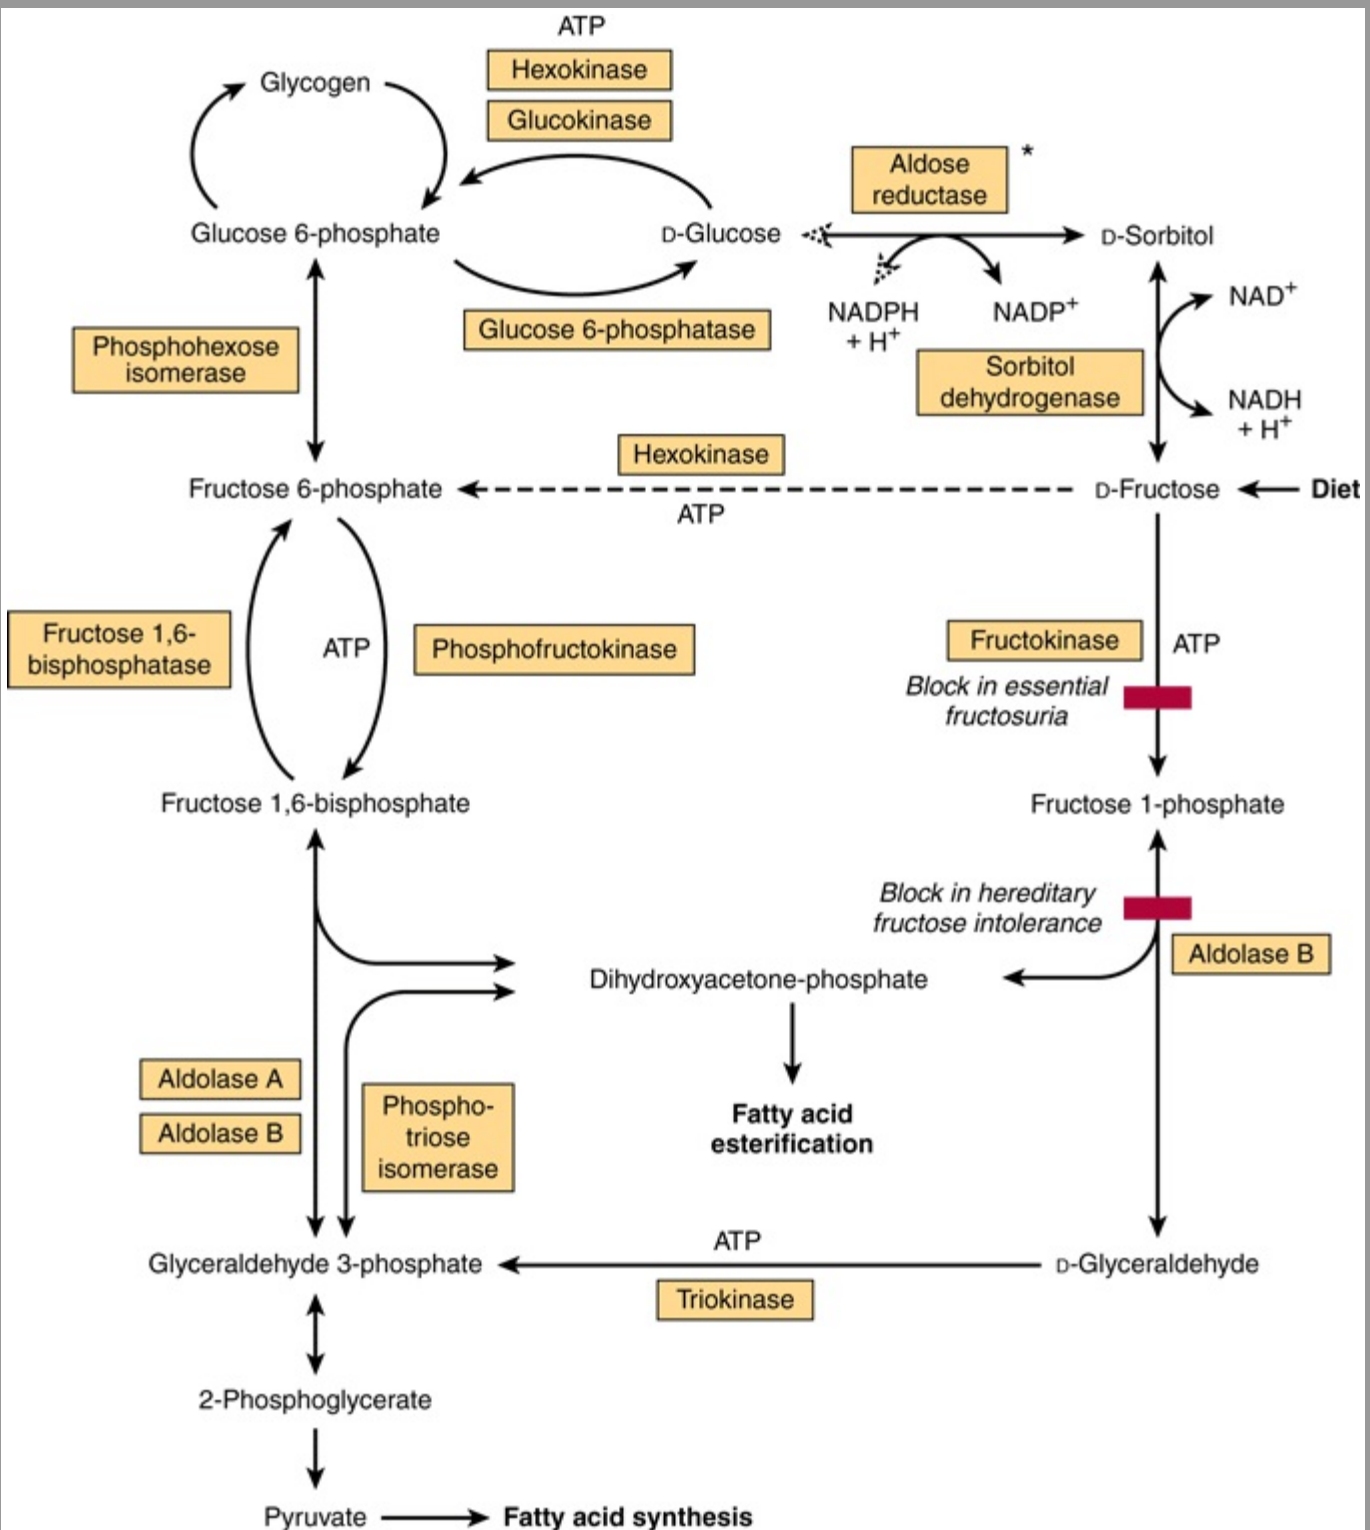 ATP
Hexokinase
Glycogen
Glucokinase
Aldose
reductase
*
Glucose 6-phosphate
D-Glucose
D-Sorbitol
NADPH
+ H+
NADP+
NAD+
Glucose 6-phosphatase
Phosphohexose
isomerase
Sorbitol
dehydrogenase
NADH
+ H+
Hexokinase
Fructose 6-phosphate
ATP
D-Fructose
Diet
Fructose 1,6-
bisphosphatase
ATP
Phosphofructokinase
Fructokinase
ATP
Block in essential
fructosuria
Fructose 1,6-bisphosphate
Fructose 1-phosphate
Block in hereditary
fructose intolerance
Aldolase B
Dihydroxyacetone-phosphate
Aldolase A
Aldolase B
Phospho-
triose
isomerase
Fatty acid
esterification
Glyceraldehyde 3-phosphate
ATP
Triokinase
D-Glyceraldehyde
2-Phosphoglycerate
Pyruvate
Fatty acid synthesis